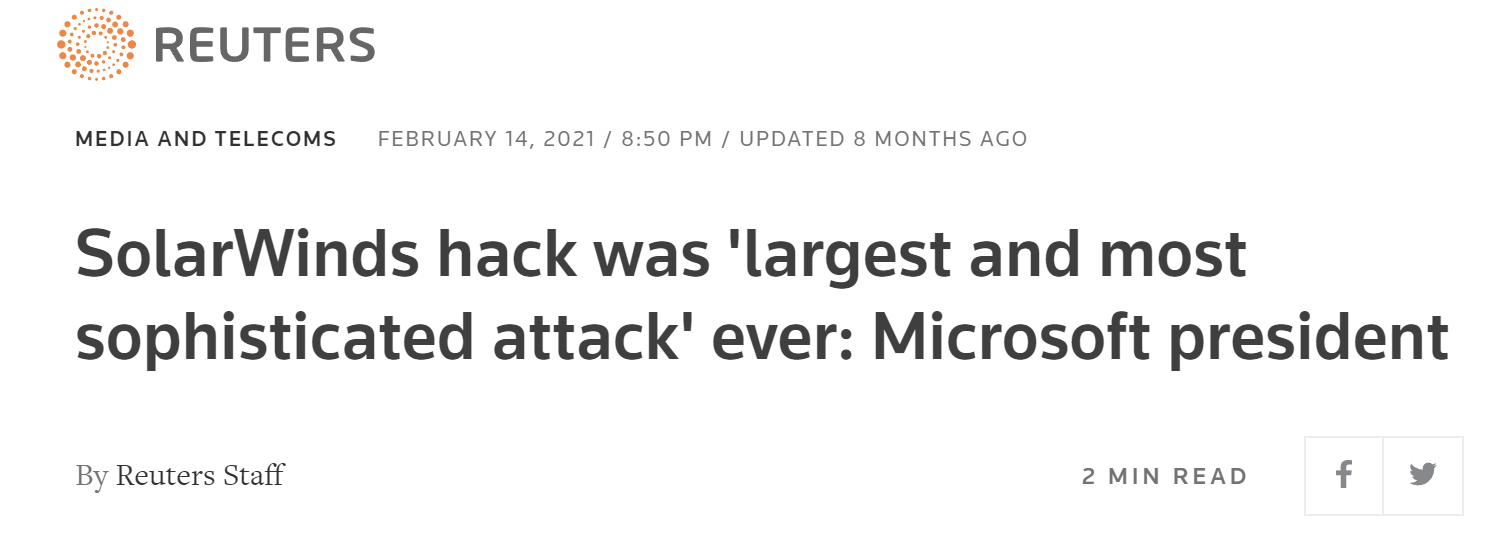 REUTERS
MEDIA AND TELECOMS FEBRUARY 14, 2021 / 8:50 PM / UPDATED 8 MONTHS AGO
SolarWinds hack was 'largest and most
sophisticated attack' ever: Microsoft president
By Reuters Staff 2 MIN READ